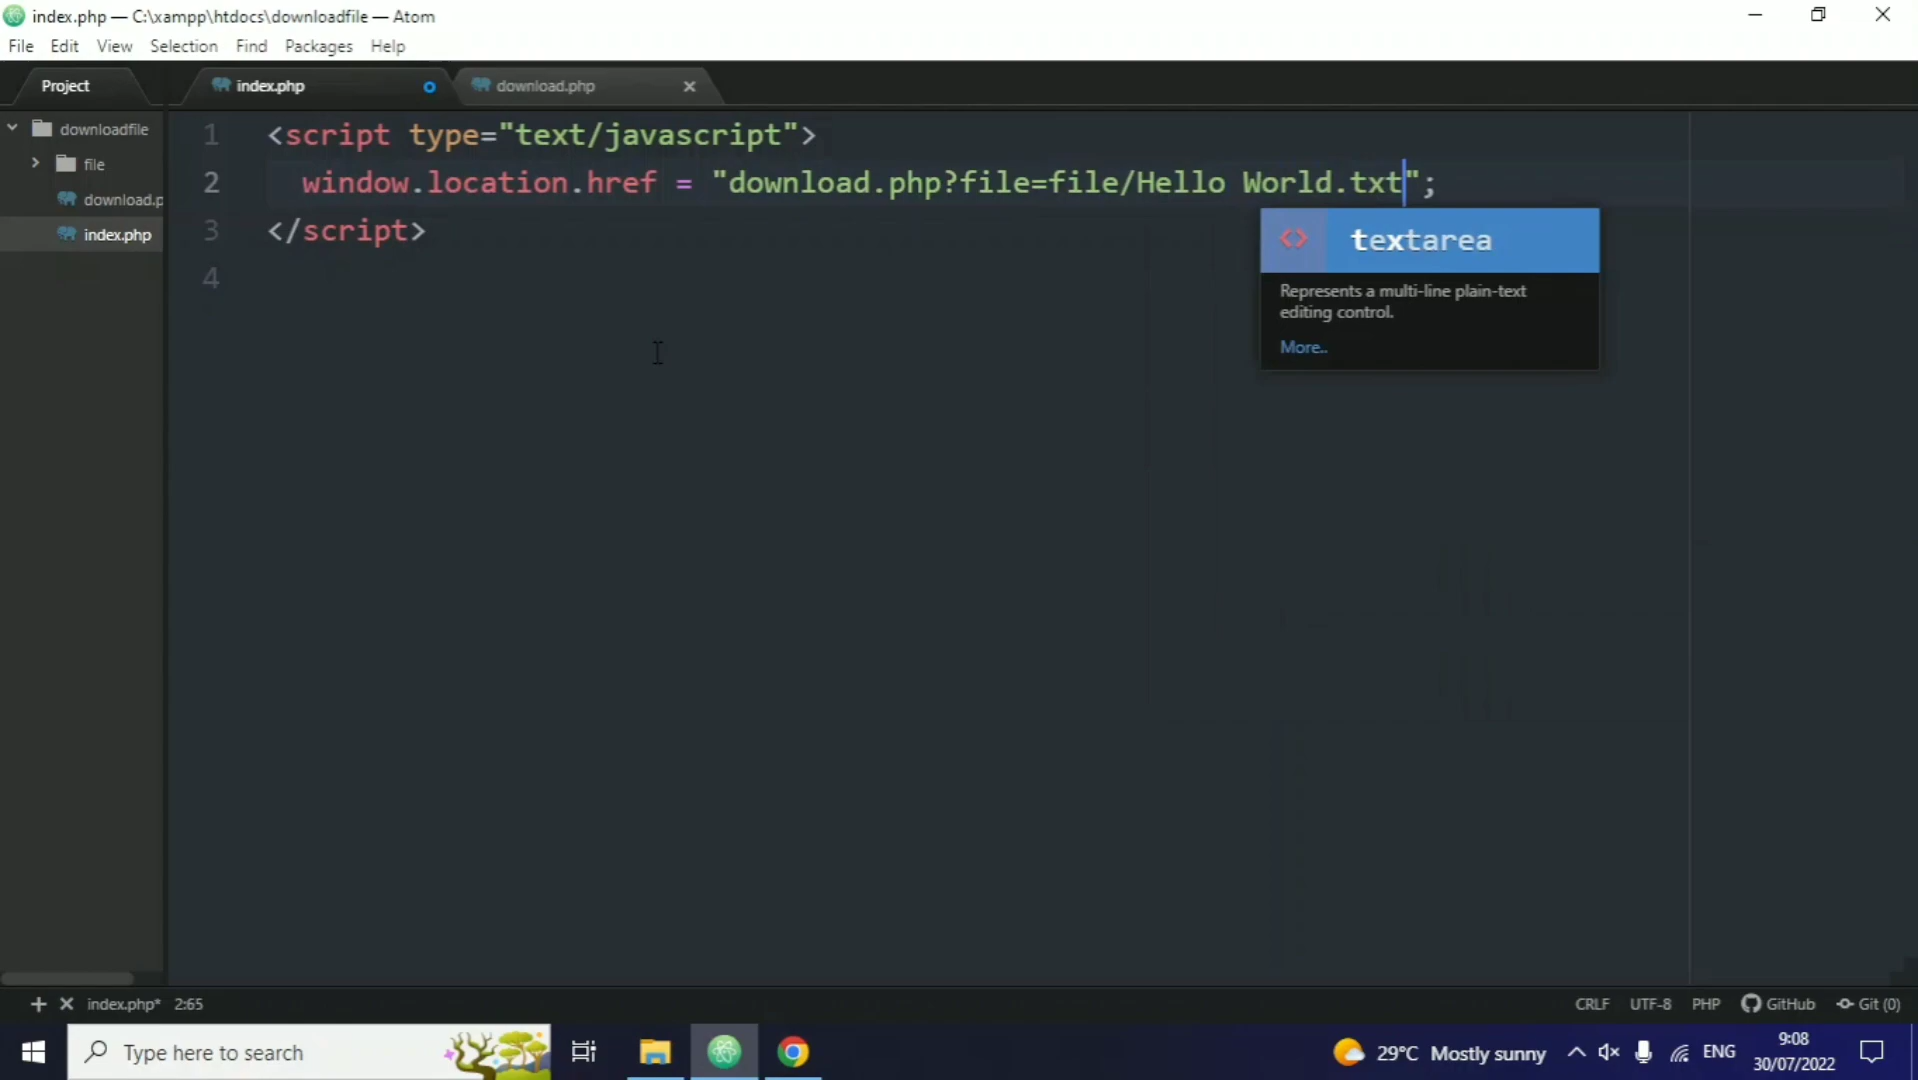 index.php — C:\xampp\htdocs\downloadfile — Atom
File Edit View Selection Find Packages Help
Project index.php download.php
downloadfile
file
download.p
index.php
1 <script type="text/javascript">
2 window.location.href = "download.php?file=file/Hello World.txt";
3 </script>
4
textarea
Represents a multi-line plain-text
editing control.
More..
index.php* 2:65 CRLF UTF-8 PHP GitHub Git (0)
Type here to search 29°C Mostly sunny ENG 9:08
30/07/2022